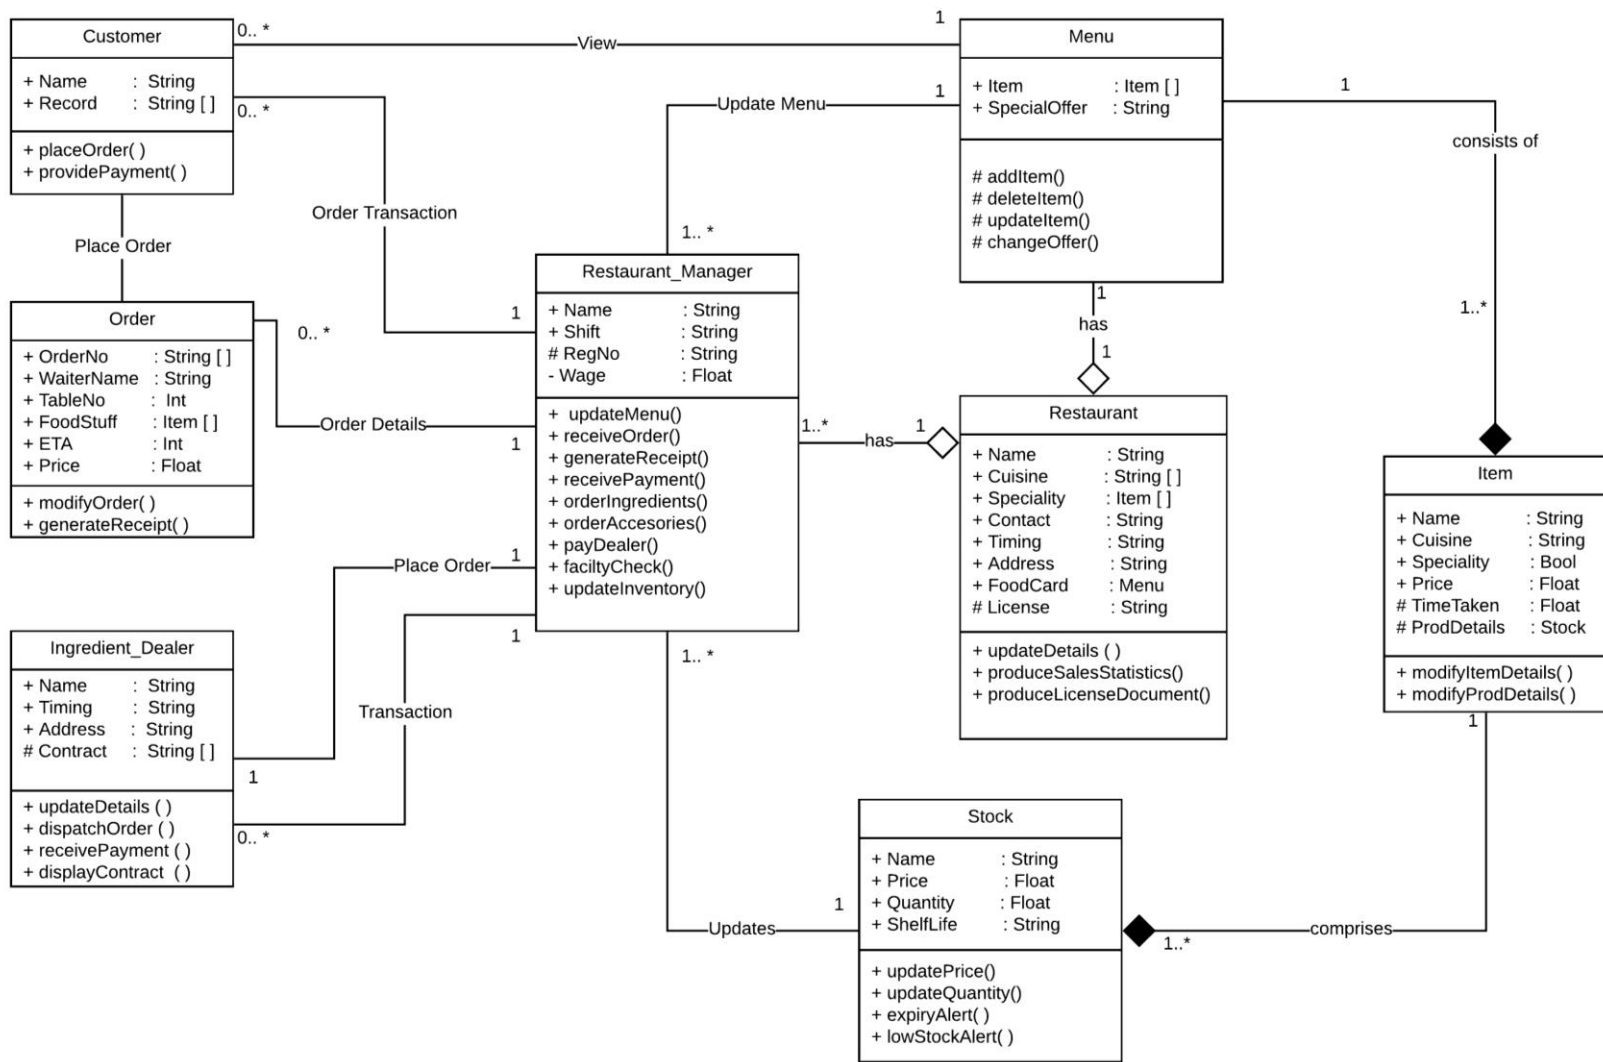 Customer
+ Name : String
+ Record : String [ ]
+ placeOrder( )
+ providePayment( )
0.. *
View
1
Menu
+ Item : Item [ ]
+ SpecialOffer : String
# addItem()
# deleteItem()
# updateItem()
# changeOffer()
0.. *
Order Transaction
1
1
Update Menu
1.. *
1
consists of
1..*
Place Order
Order
+ OrderNo : String [ ]
+ WaiterName : String
+ TableNo : Int
+ FoodStuff : Item [ ]
+ ETA : Int
+ Price : Float
+ modifyOrder( )
+ generateReceipt( )
0.. *
Order Details
1
Restaurant_Manager
+ Name : String
+ Shift : String
# RegNo : String
- Wage : Float
+ updateMenu()
+ receiveOrder()
+ generateReceipt()
+ receivePayment()
+ orderIngredients()
+ orderAccesories()
+ payDealer()
+ faciltyCheck()
+ updateInventory()
1
has
1
1..*
has
1
Restaurant
+ Name : String
+ Cuisine : String [ ]
+ Speciality : Item [ ]
+ Contact : String
+ Timing : String
+ Address : String
+ FoodCard : Menu
# License : String
+ updateDetails ( )
+ produceSalesStatistics()
+ produceLicenseDocument()
Item
+ Name : String
+ Cuisine : String
+ Speciality : Bool
+ Price : Float
# TimeTaken : Float
# ProdDetails : Stock
+ modifyItemDetails( )
+ modifyProdDetails( )
Ingredient_Dealer
+ Name : String
+ Timing : String
+ Address : String
# Contract : String [ ]
+ updateDetails ( )
+ dispatchOrder ( )
+ receivePayment ( )
+ displayContract ( )
Place Order
1
1
Transaction
1
0.. *
1.. *
Updates
1
Stock
+ Name : String
+ Price : Float
+ Quantity : Float
+ ShelfLife : String
+ updatePrice()
+ updateQuantity()
+ expiryAlert( )
+ lowStockAlert( )
1..*
comprises
1